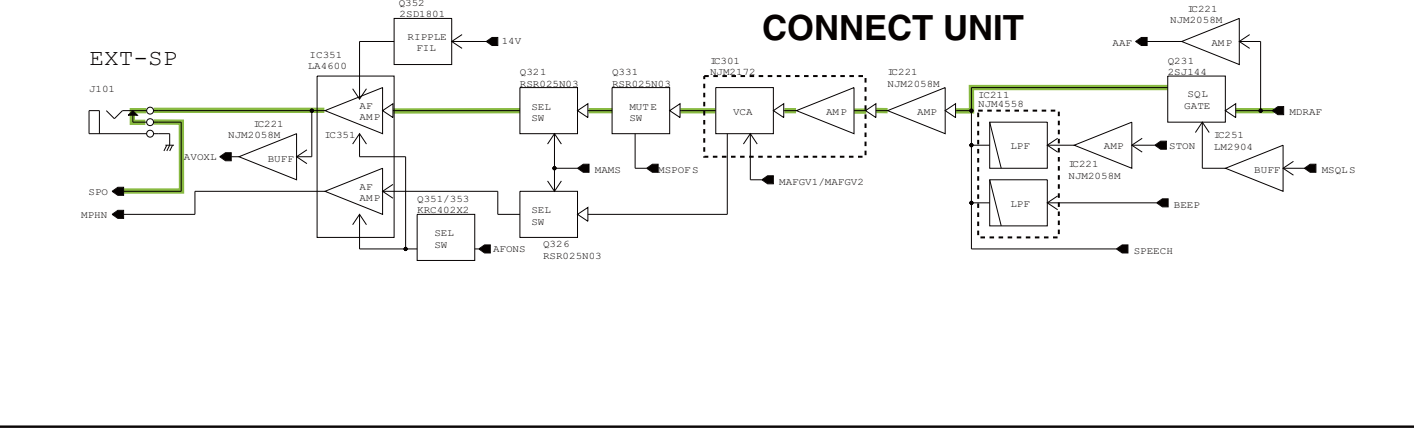 CONNECT UNIT
Q352
2SD1801
RIPPLE
FIL
14V
IC221
NJM2058M
AMP
AAF
EXT-SP
J101
IC351
LA4600
AF
AMP
IC351
AF
AMP
IC221
NJM2058M
BUFF
AVOXL
SPO
MPHN
Q321
RSR025N03
SEL
SW
Q331
RSR025N03
MUTE
SW
MAMS
MSPOFS
SEL
SW
Q326
RSR025N03
Q351/353
KRC402X2
SEL
SW
AFONS
IC301
NJM2172
VCA
AMP
MAFGV1/MAFGV2
IC221
NJM2058M
AMP
IC211
NJM4558
LPF
LPF
AMP
IC221
NJM2058M
STON
BEEP
SPEECH
Q231
2SJ144
SQL
GATE
MDRAF
IC251
LM2904
BUFF
MSQLS